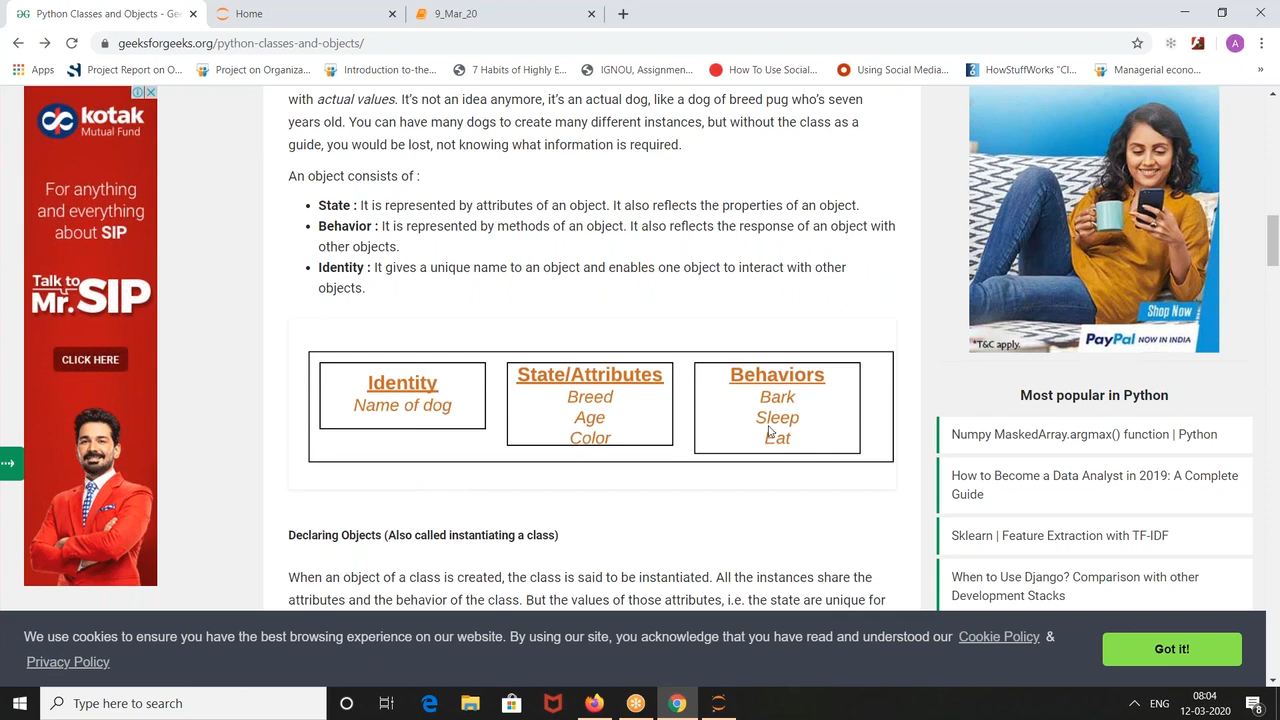 Python Classes and Objects - Ge
Home
9_Mar_20
geeksforgeeks.org/python-classes-and-objects/
A
Apps
Project Report on O...
Project on Organiza...
Introduction to-the...
7 Habits of Highly E...
IGNOU, Assignmen...
How To Use Social...
Using Social Media...
HowStuffWorks "Cl...
Managerial econo...
with actual values. It's not an idea anymore, it's an actual dog, like a dog of breed pug who's seven
years old. You can have many dogs to create many different instances, but without the class as a
guide, you would be lost, not knowing what information is required.
An object consists of :
State : It is represented by attributes of an object. It also reflects the properties of an object.
Behavior : It is represented by methods of an object. It also reflects the response of an object with
other objects.
Identity : It gives a unique name to an object and enables one object to interact with other
objects.
Identity
Name of dog
State/Attributes
Breed
Age
Color
Behaviors
Bark
Sleep
Eat
Declaring Objects (Also called instantiating a class)
When an object of a class is created, the class is said to be instantiated. All the instances share the
attributes and the behavior of the class. But the values of those attributes, i.e. the state are unique for
kotak
Mutual Fund
For anything
and everything
about SIP
Talk to
Mr.SIP
CLICK HERE
Shop Now
*T&C apply.
PayPal NOW IN INDIA
Most popular in Python
Numpy MaskedArray.argmax() function | Python
How to Become a Data Analyst in 2019: A Complete
Guide
Sklearn | Feature Extraction with TF-IDF
When to Use Django? Comparison with other
Development Stacks
We use cookies to ensure you have the best browsing experience on our website. By using our site, you acknowledge that you have read and understood our Cookie Policy &
Privacy Policy
Got it!
Type here to search
ENG
08:04
12-03-2020
8